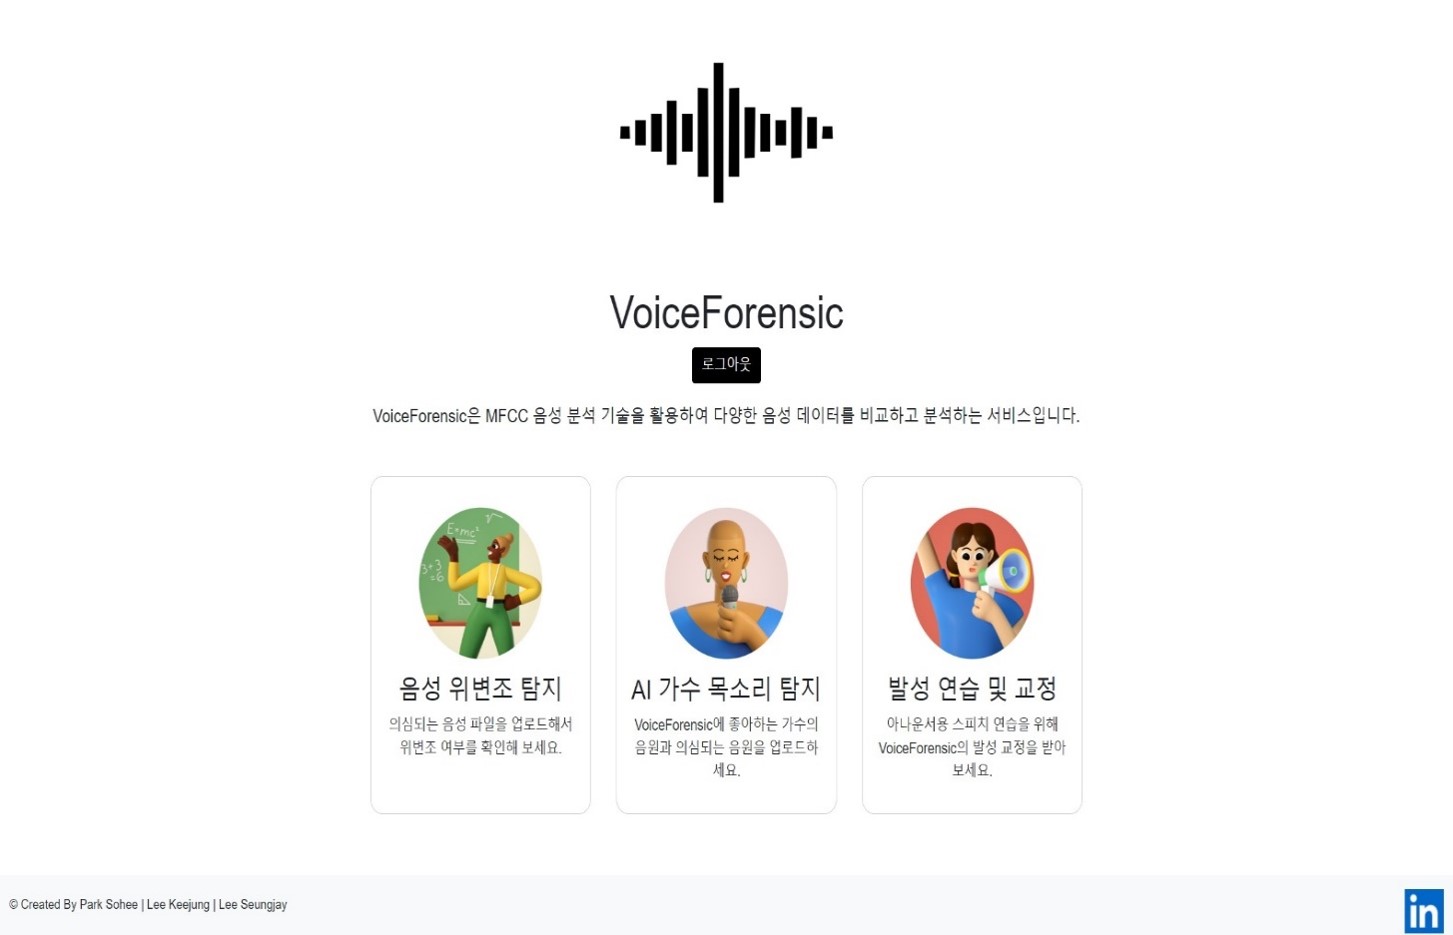 VoiceForensic
로그아웃
VoiceForensic은 MFCC 음성 분석 기술을 활용하여 다양한 음성 데이터를 비교하고 분석하는 서비스입니다.
E=mc²
√
3+3
=6
음성 위변조 탐지
의심되는 음성 파일을 업로드해서
위변조 여부를 확인해 보세요.
AI 가수 목소리 탐지
VoiceForensic에 좋아하는 가수의
음원과 의심되는 음원을 업로드하
세요.
발성 연습 및 교정
아나운서용 스피치 연습을 위해
VoiceForensic의 발성 교정을 받아
보세요.
© Created By Park Sohee | Lee Keejung | Lee Seungjay
in